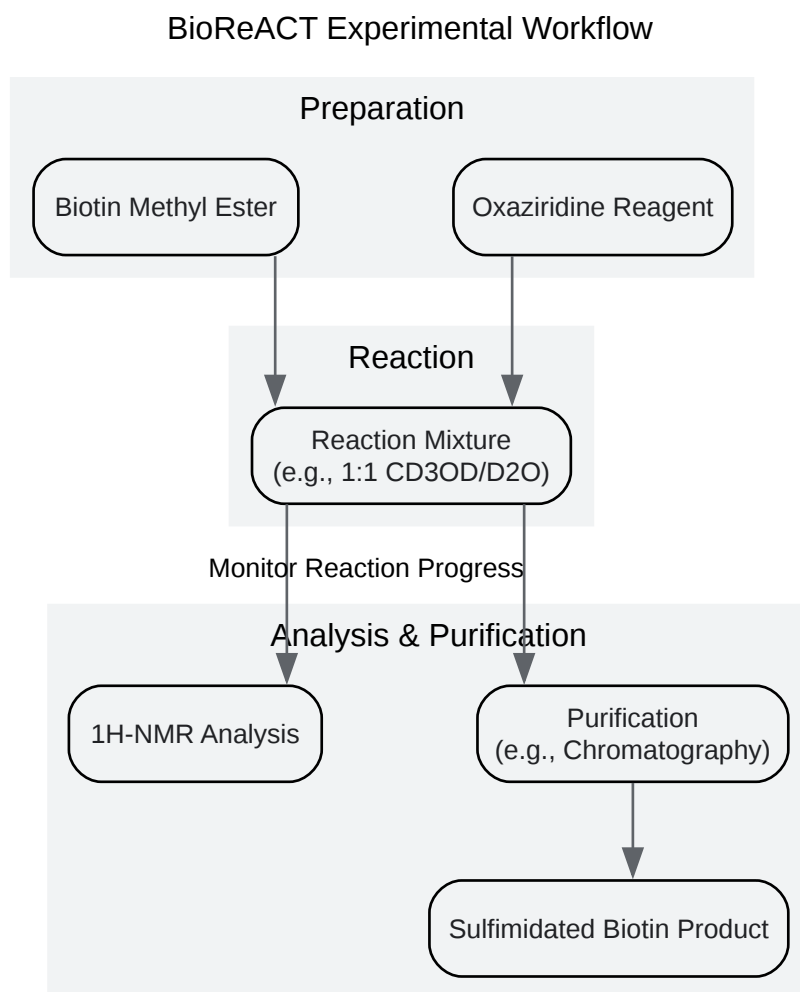 BioReACT Experimental Workflow
Preparation
Biotin Methyl Ester
Oxaziridine Reagent
Reaction
Reaction Mixture
(e.g., 1:1 CD3OD/D2O)
Monitor Reaction Progress
Analysis & Purification
1H-NMR Analysis
Purification
(e.g., Chromatography)
Sulfimidated Biotin Product